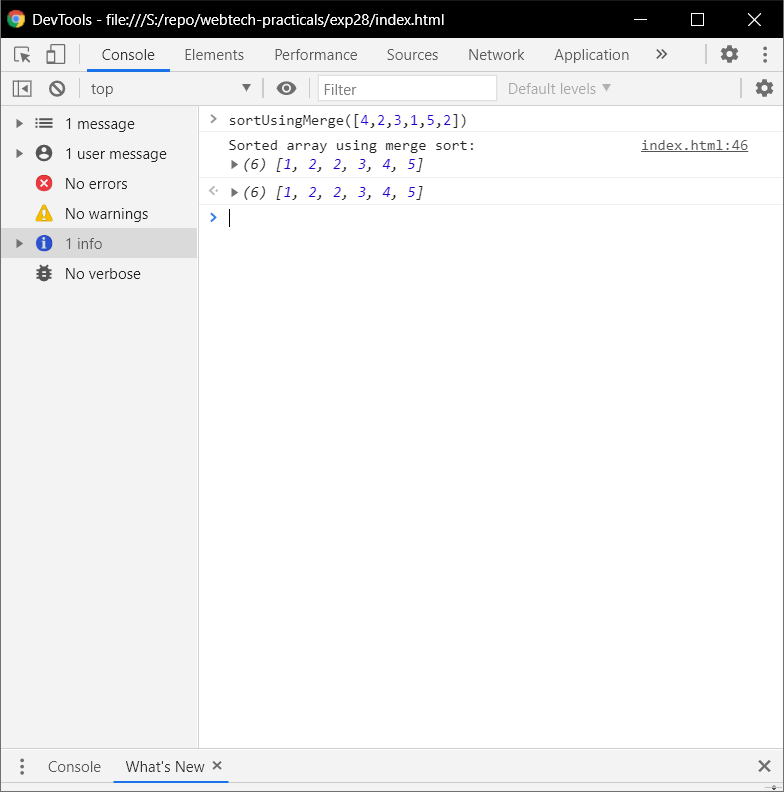 DevTools - file:///S:/repo/webtech-practicals/exp28/index.html
Console Elements Performance Sources Network Application »
top Filter Default levels ▼
1 message
1 user message
No errors
No warnings
1 info
No verbose
> sortUsingMerge([4,2,3,1,5,2])
Sorted array using merge sort: index.html:46
(6) [1, 2, 2, 3, 4, 5]
(6) [1, 2, 2, 3, 4, 5]
>
Console What's New